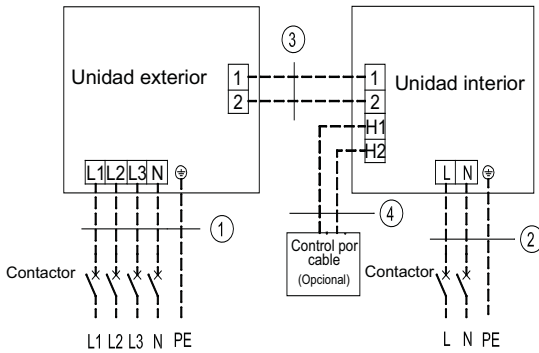 3
Unidad exterior
1
2
1
2
H1
H2
Unidad interior
L1 L2 L3 N
L N
1
4
2
Control por
cable
(Opcional)
Contactor
Contactor
L1 L2 L3 N PE
L N PE